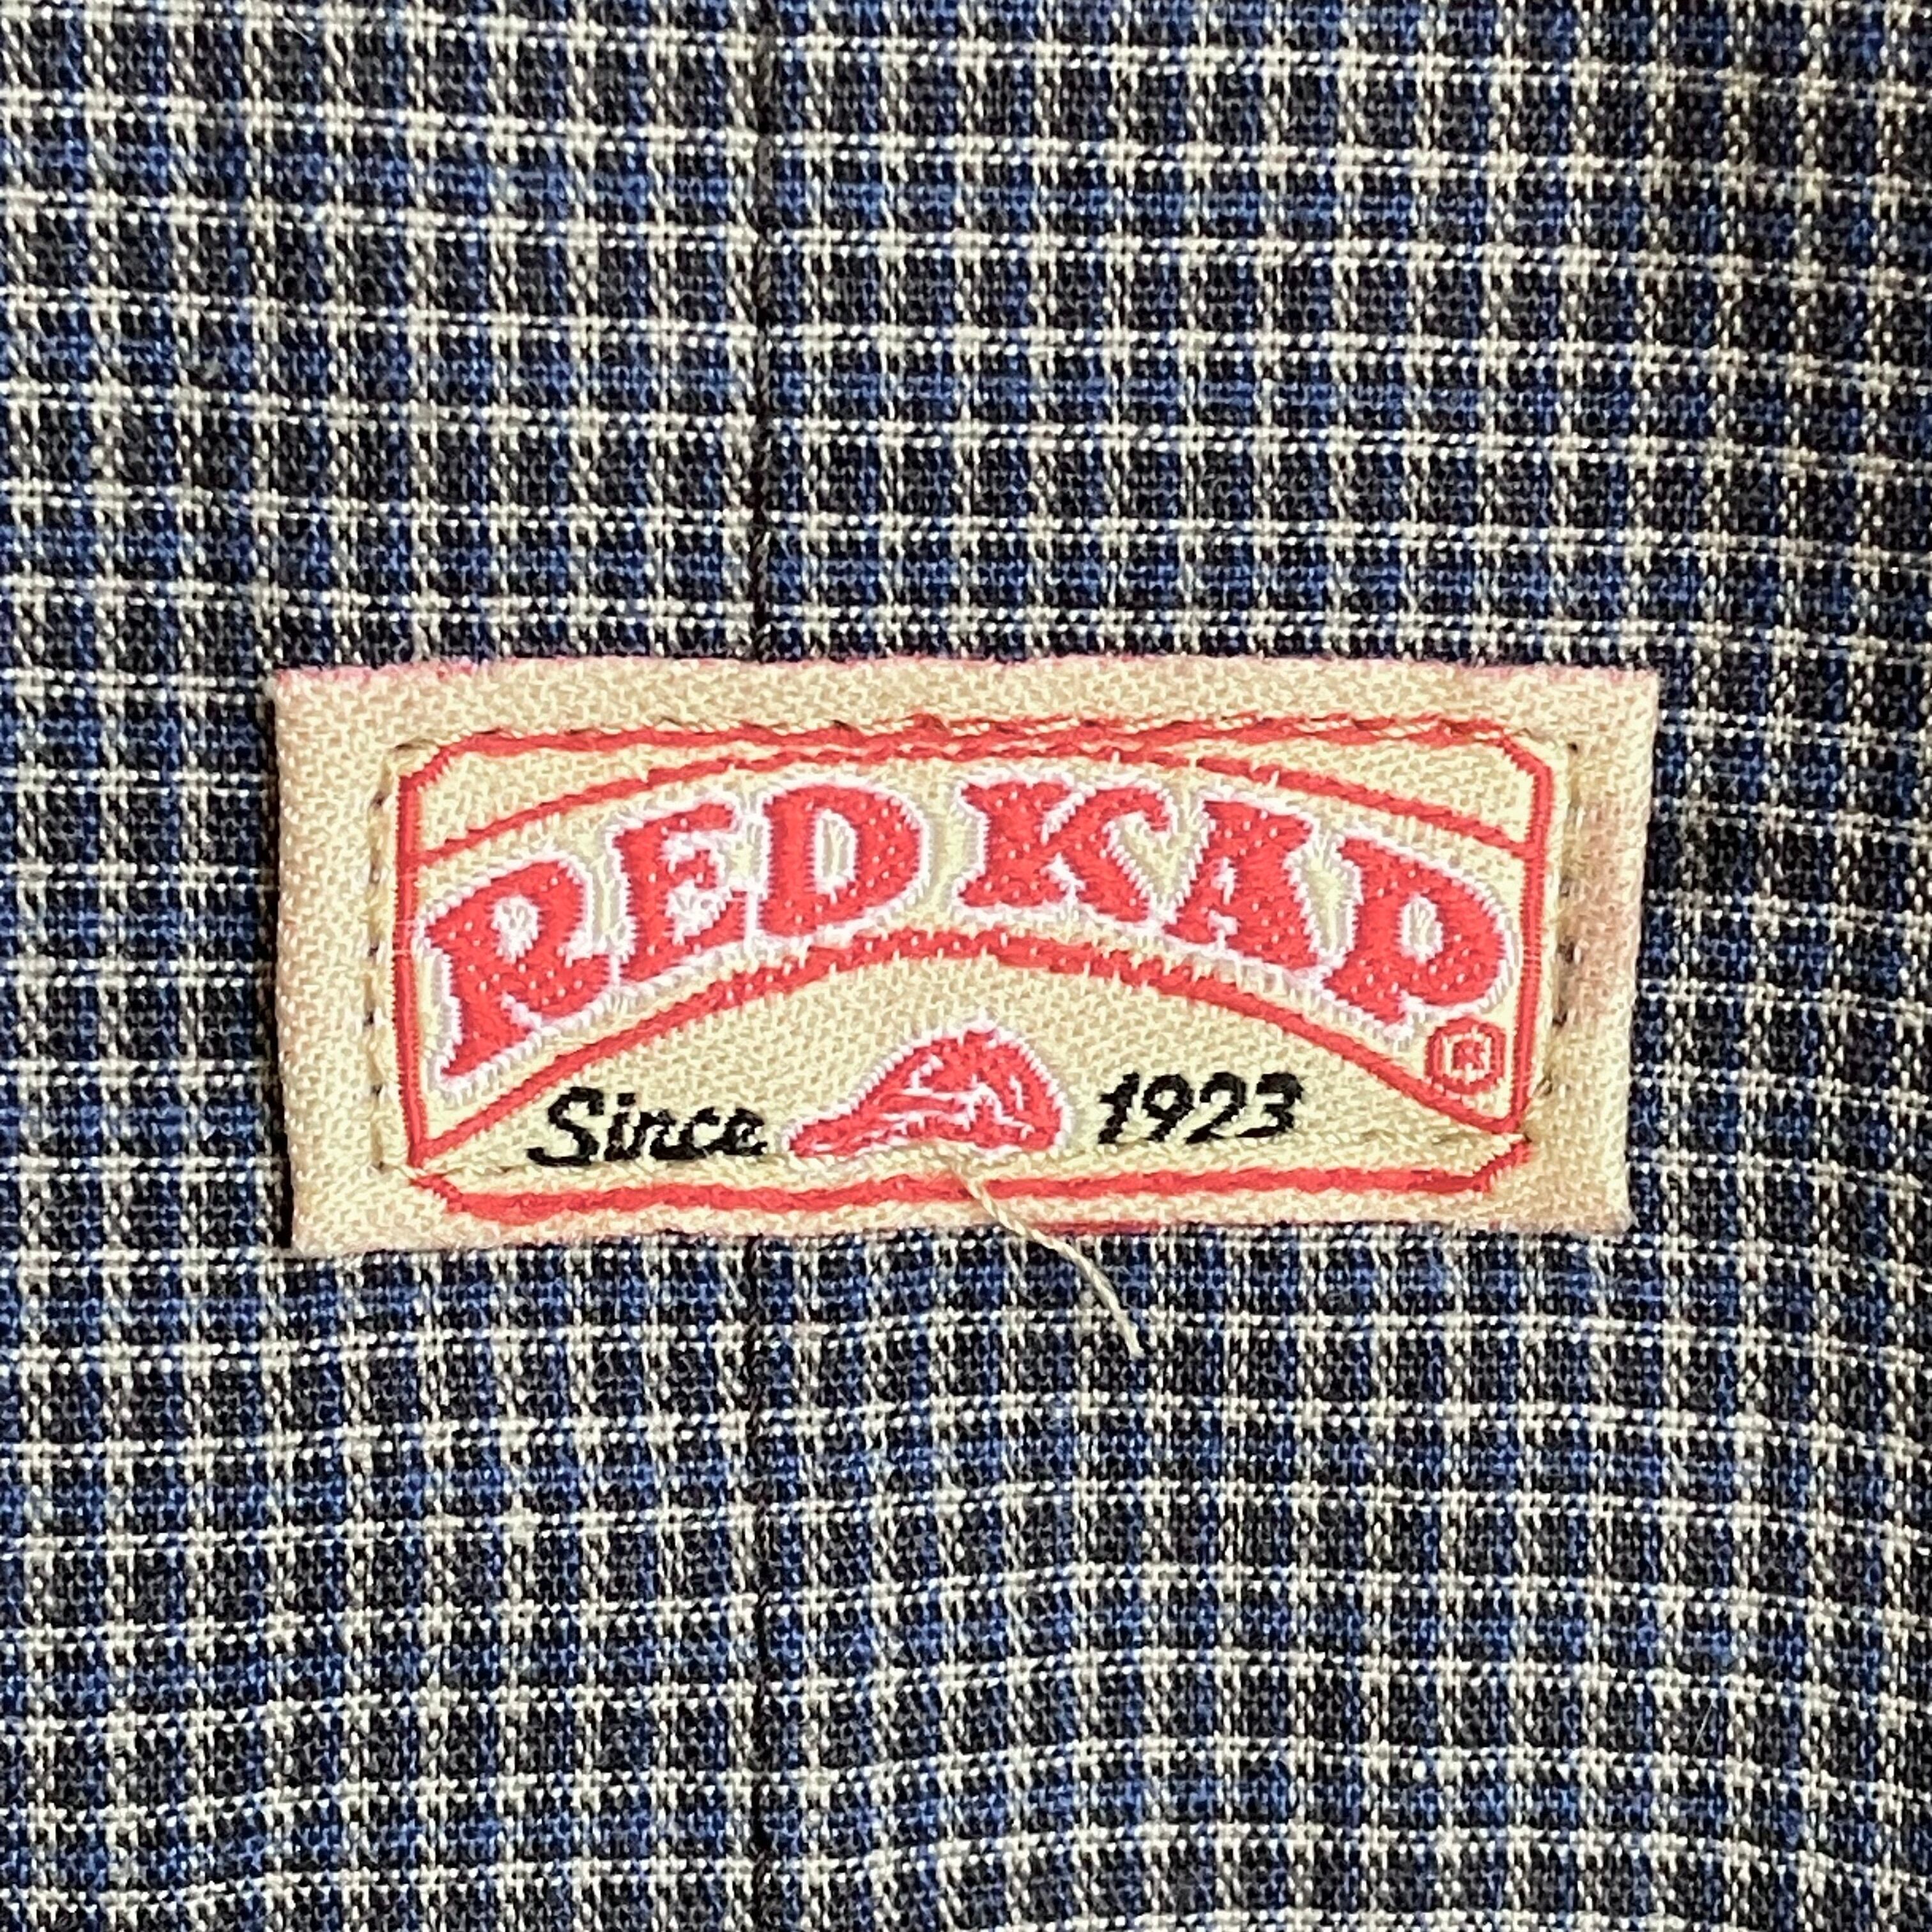 RED KAP®
Since 1923